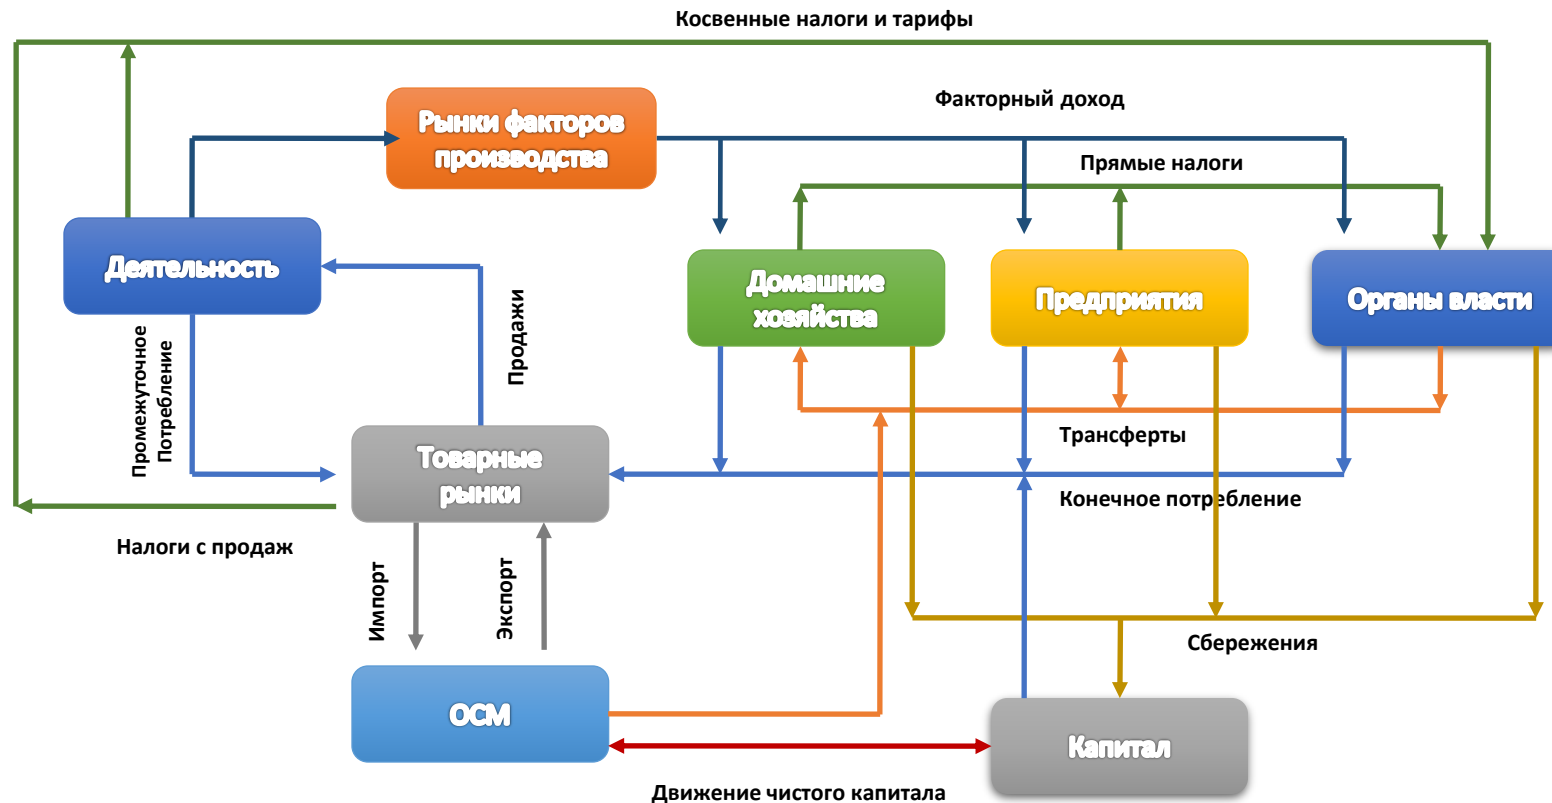 Косвенные налоги и тарифы
Факторный доход
Рынки факторов
производства
Прямые налоги
Деятельность
Домашние
хозяйства
Предприятия
Органы власти
Промежуточное
Потребление
Продажи
Трансферты
Товарные
рынки
Конечное потребление
Налоги с продаж
Импорт
Экспорт
Сбережения
ОСМ
Капитал
Движение чистого капитала